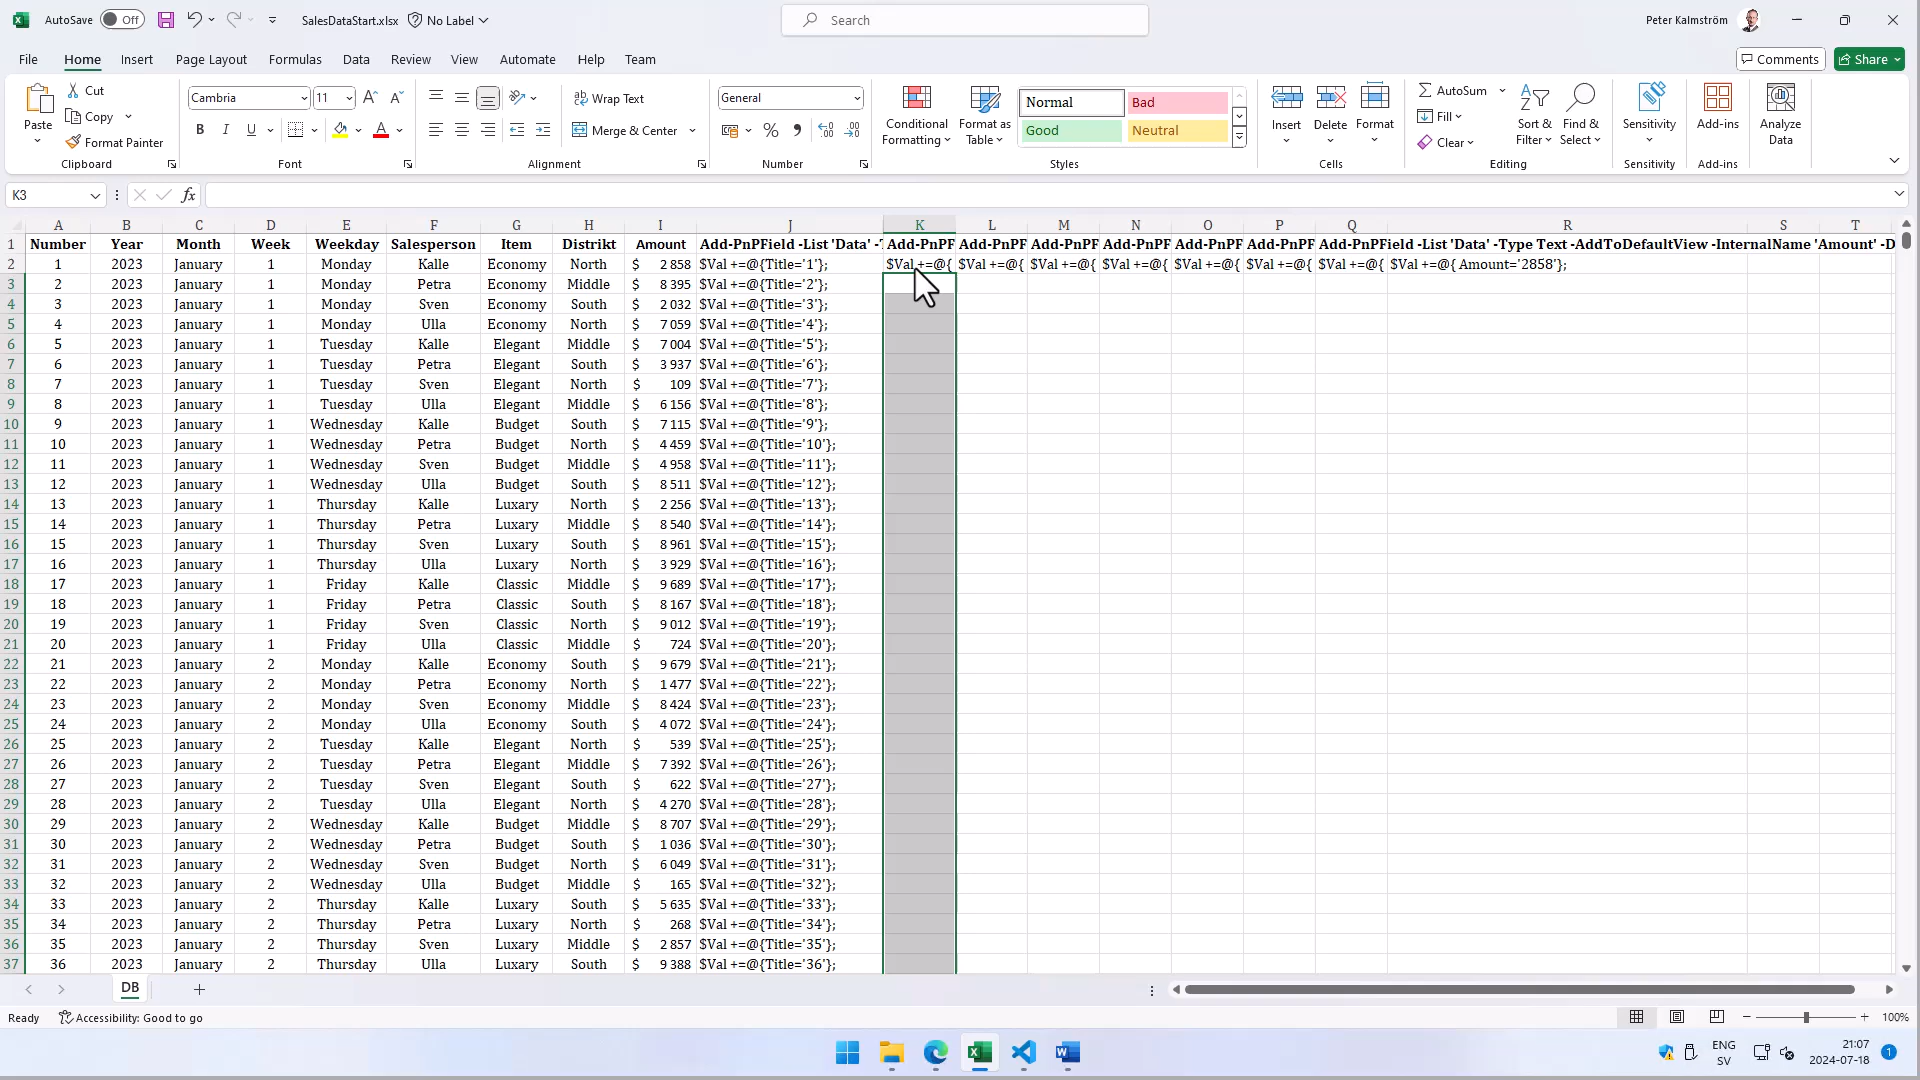 AutoSave Off SalesDataStart.xlsx No Label Search Peter Kalmström
File Home Insert Page Layout Formulas Data Review View Automate Help Team Comments Share
Paste Cut Copy Format Painter Clipboard
Cambria 11 B I U A Font
Wrap Text Merge & Center Alignment
General % Number
Conditional Formatting Format as Table Normal Bad Good Neutral Styles
Insert Delete Format Cells
AutoSum Fill Clear Sort & Filter Find & Select Editing
Sensitivity Sensitivity Add-ins Add-ins Analyze Data
K3 fx
A B C D E F G H I J K L M N O P Q R S T
1 Number Year Month Week Weekday Salesperson Item Distrikt Amount Add-PnPField -List 'Data' - Add-PnPF Add-PnPF Add-PnPF Add-PnPF Add-PnPF Add-PnPF Add-PnPField -List 'Data' -Type Text -AddToDefaultView -InternalName 'Amount' -D
2 1 2023 January 1 Monday Kalle Economy North $ 2 858 $Val +=@{Title='1'}; $Val +=@{ $Val +=@{ $Val +=@{ $Val +=@{ $Val +=@{ $Val +=@{ $Val +=@{ $Val +=@{ Amount='2858'};
3 2 2023 January 1 Monday Petra Economy Middle $ 8 395 $Val +=@{Title='2'};
4 3 2023 January 1 Monday Sven Economy South $ 2 032 $Val +=@{Title='3'};
5 4 2023 January 1 Monday Ulla Economy North $ 7 059 $Val +=@{Title='4'};
6 5 2023 January 1 Tuesday Kalle Elegant Middle $ 7 004 $Val +=@{Title='5'};
7 6 2023 January 1 Tuesday Petra Elegant South $ 3 937 $Val +=@{Title='6'};
8 7 2023 January 1 Tuesday Sven Elegant North $ 109 $Val +=@{Title='7'};
9 8 2023 January 1 Tuesday Ulla Elegant Middle $ 6 156 $Val +=@{Title='8'};
10 9 2023 January 1 Wednesday Kalle Budget South $ 7 115 $Val +=@{Title='9'};
11 10 2023 January 1 Wednesday Petra Budget North $ 4 459 $Val +=@{Title='10'};
12 11 2023 January 1 Wednesday Sven Budget Middle $ 4 958 $Val +=@{Title='11'};
13 12 2023 January 1 Wednesday Ulla Budget South $ 8 511 $Val +=@{Title='12'};
14 13 2023 January 1 Thursday Kalle Luxary North $ 2 256 $Val +=@{Title='13'};
15 14 2023 January 1 Thursday Petra Luxary Middle $ 8 540 $Val +=@{Title='14'};
16 15 2023 January 1 Thursday Sven Luxary South $ 8 961 $Val +=@{Title='15'};
17 16 2023 January 1 Thursday Ulla Luxary North $ 3 929 $Val +=@{Title='16'};
18 17 2023 January 1 Friday Kalle Classic Middle $ 9 689 $Val +=@{Title='17'};
19 18 2023 January 1 Friday Petra Classic South $ 8 167 $Val +=@{Title='18'};
20 19 2023 January 1 Friday Sven Classic North $ 9 012 $Val +=@{Title='19'};
21 20 2023 January 1 Friday Ulla Classic Middle $ 724 $Val +=@{Title='20'};
22 21 2023 January 2 Monday Kalle Economy South $ 9 679 $Val +=@{Title='21'};
23 22 2023 January 2 Monday Petra Economy North $ 1 477 $Val +=@{Title='22'};
24 23 2023 January 2 Monday Sven Economy Middle $ 8 424 $Val +=@{Title='23'};
25 24 2023 January 2 Monday Ulla Economy South $ 4 072 $Val +=@{Title='24'};
26 25 2023 January 2 Tuesday Kalle Elegant North $ 539 $Val +=@{Title='25'};
27 26 2023 January 2 Tuesday Petra Elegant Middle $ 7 392 $Val +=@{Title='26'};
28 27 2023 January 2 Tuesday Sven Elegant South $ 622 $Val +=@{Title='27'};
29 28 2023 January 2 Tuesday Ulla Elegant North $ 4 270 $Val +=@{Title='28'};
30 29 2023 January 2 Wednesday Kalle Budget Middle $ 8 707 $Val +=@{Title='29'};
31 30 2023 January 2 Wednesday Petra Budget South $ 1 036 $Val +=@{Title='30'};
32 31 2023 January 2 Wednesday Sven Budget North $ 6 049 $Val +=@{Title='31'};
33 32 2023 January 2 Wednesday Ulla Budget Middle $ 165 $Val +=@{Title='32'};
34 33 2023 January 2 Thursday Kalle Luxary South $ 5 635 $Val +=@{Title='33'};
35 34 2023 January 2 Thursday Petra Luxary North $ 268 $Val +=@{Title='34'};
36 35 2023 January 2 Thursday Sven Luxary Middle $ 2 857 $Val +=@{Title='35'};
37 36 2023 January 2 Thursday Ulla Luxary South $ 9 388 $Val +=@{Title='36'};
DB
Ready Accessibility: Good to go 100%
ENG 21:07
SV 2024-07-18 1